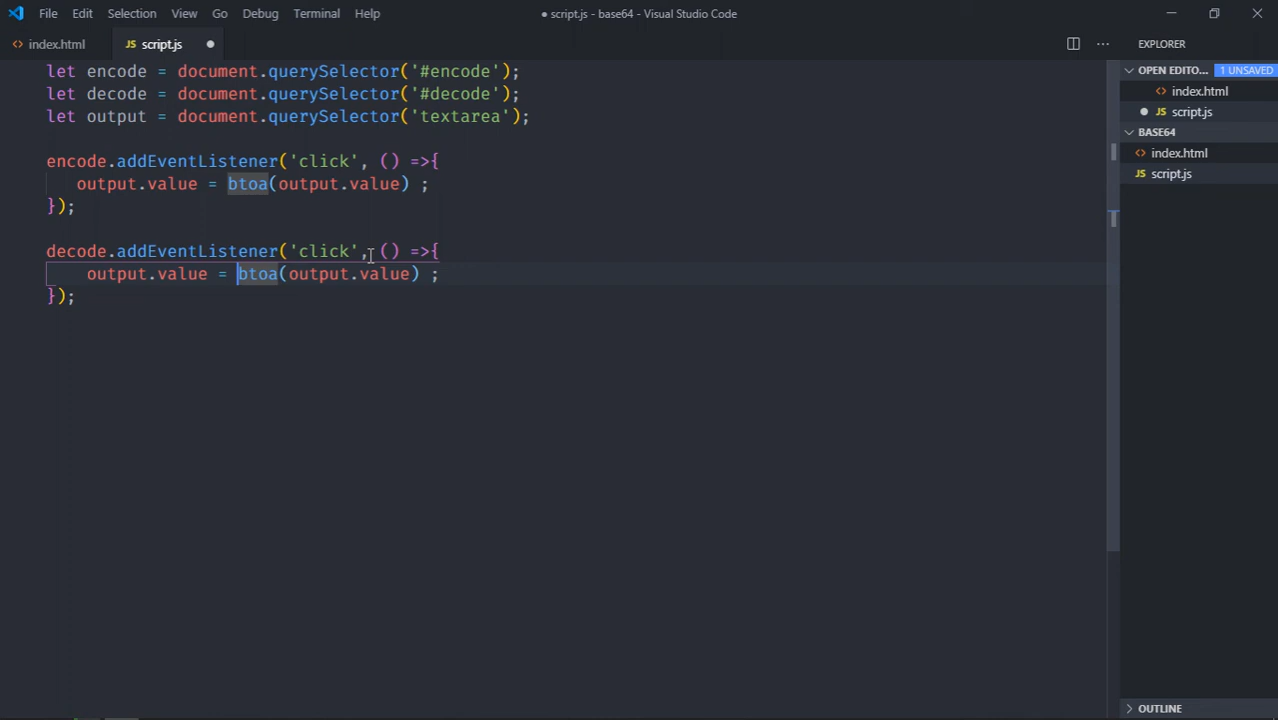 File Edit Selection View Go Debug Terminal Help ● script.js - base64 - Visual Studio Code
index.html JS script.js EXPLORER
let encode = document.querySelector('#encode');
let decode = document.querySelector('#decode');
let output = document.querySelector('textarea');
encode.addEventListener('click', () =>{
output.value = btoa(output.value) ;
});
decode.addEventListener('click', () =>{
output.value = btoa(output.value) ;
});
OPEN EDITO... 1 UNSAVED
index.html
JS script.js
BASE64
index.html
JS script.js
OUTLINE